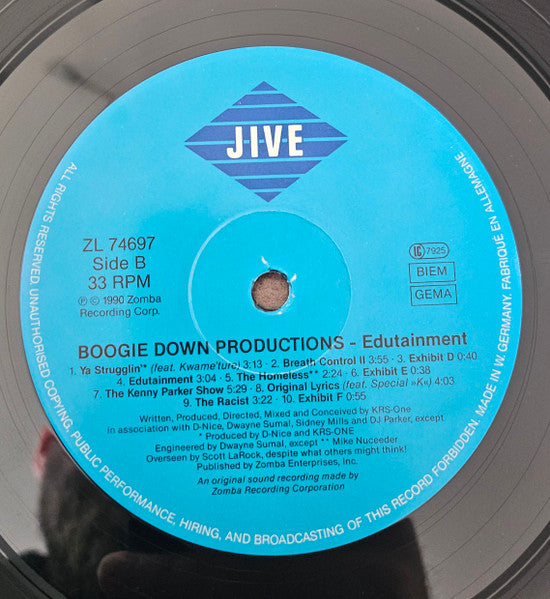 JIVE
ZL 74697
Side B
33 RPM
℗ © 1990 Zomba
Recording Corp.
LC 7925
BIEM
GEMA
BOOGIE DOWN PRODUCTIONS - Edutainment
1. Ya Strugglin'* (feat. Kwame'ture) 3:13 · 2. Breath Control II 3:55 · 3. Exhibit D 0:40
4. Edutainment 3:04 · 5. The Homeless** 2:24 · 6. Exhibit E 0:38
7. The Kenny Parker Show 5:29 · 8. Original Lyrics (feat. Special »K«) 4:03
9. The Racist 3:22 · 10. Exhibit F 0:55
Written, Produced, Directed, Mixed and Conceived by KRS-One
in association with D-Nice, Dwayne Sumal, Sidney Mills and DJ Parker, except
* Produced by D-Nice and KRS-ONE
Engineered by Dwayne Sumal, except ** Mike Nuceeder
Overseen by Scott LaRock, despite what others might think!
Published by Zomba Enterprises, Inc.
An original sound recording made by
Zomba Recording Corporation
ALL RIGHTS RESERVED. UNAUTHORISED COPYING, PUBLIC PERFORMANCE, HIRING, AND BROADCASTING OF THIS RECORD FORBIDDEN. MADE IN W. GERMANY. FABRIQUÉ EN ALLEMAGNE